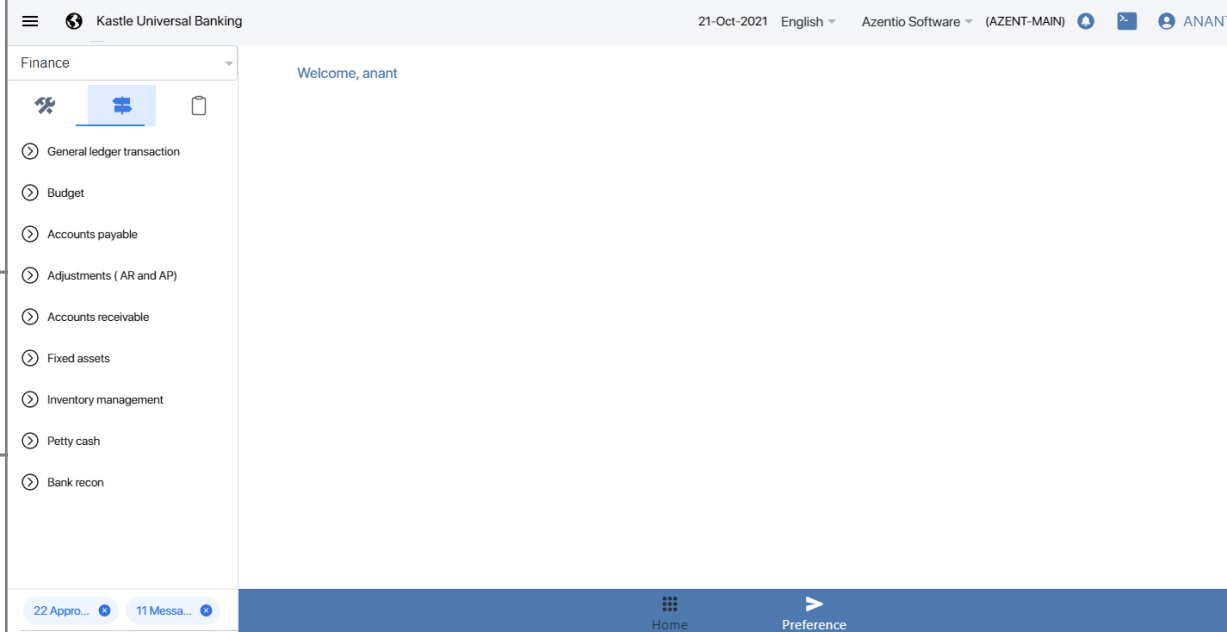 Kastle Universal Banking 21-Oct-2021 English Azentio Software (AZENT-MAIN) ANANT
Finance
Welcome, anant
General ledger transaction
Budget
Accounts payable
Adjustments ( AR and AP)
Accounts receivable
Fixed assets
Inventory management
Petty cash
Bank recon
22 Appro... 11 Messa...
Home Preference